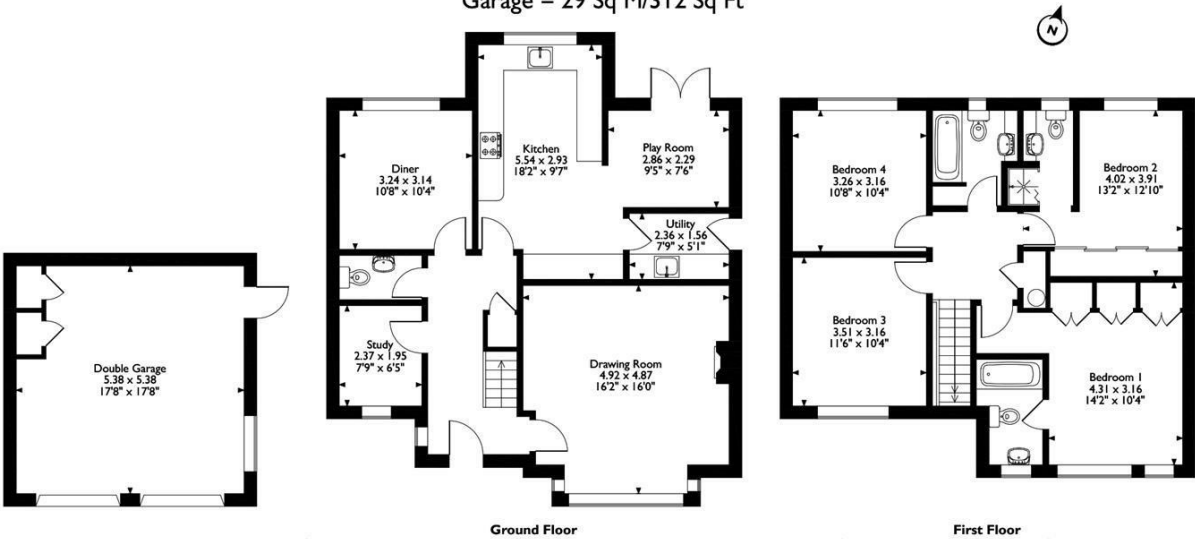 Garage = 29 Sq M/312 Sq Ft
N
Kitchen
5.54 x 2.93
18'2" x 9'7"
Play Room
2.86 x 2.29
9'5" x 7'6"
Diner
3.24 x 3.14
10'8" x 10'4"
Utility
2.36 x 1.56
7'9" x 5'1"
Study
2.37 x 1.95
7'9" x 6'5"
Drawing Room
4.92 x 4.87
16'2" x 16'0"
Double Garage
5.38 x 5.38
17'8" x 17'8"
Bedroom 4
3.26 x 3.16
10'8" x 10'4"
Bedroom 2
4.02 x 3.91
13'2" x 12'10"
Bedroom 3
3.51 x 3.16
11'6" x 10'4"
Bedroom 1
4.31 x 3.16
14'2" x 10'4"
Ground Floor
First Floor